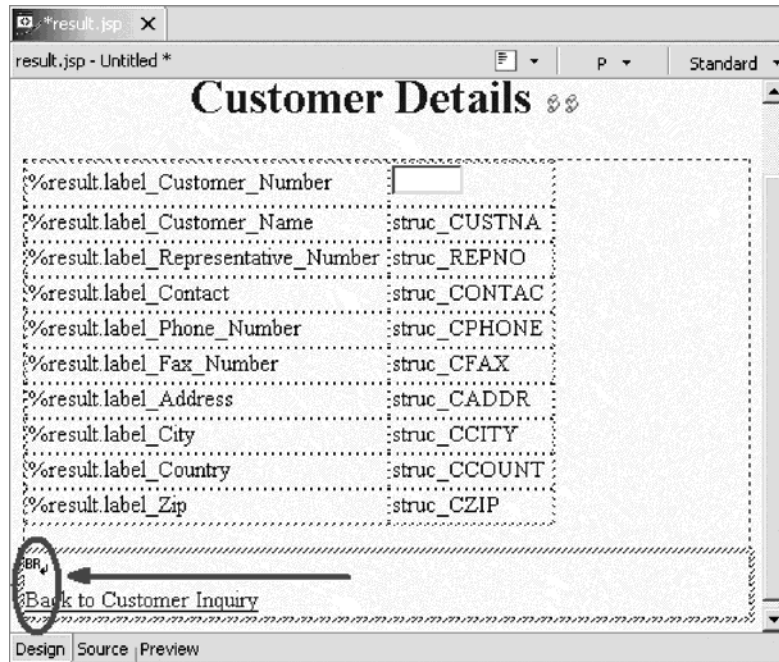 *result.jsp
result.jsp - Untitled * P Standard
Customer Details
%result.label_Customer_Number
%result.label_Customer_Name struc_CUSTNA
%result.label_Representative_Number struc_REPNO
%result.label_Contact struc_CONTAC
%result.label_Phone_Number struc_CPHONE
%result.label_Fax_Number struc_CFAX
%result.label_Address struc_CADDR
%result.label_City struc_CCITY
%result.label_Country struc_CCOUNT
%result.label_Zip struc_CZIP
BR
Back to Customer Inquiry
Design Source Preview